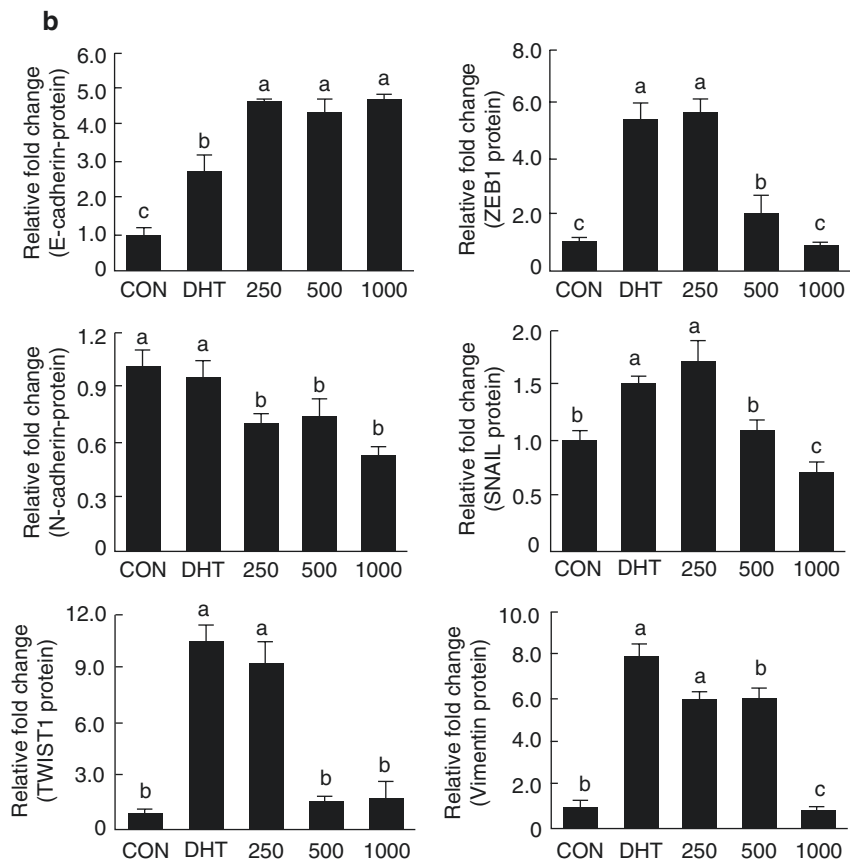 b
Relative fold change
(E-cadherin-protein)
6.0
5.0
4.0
3.0
2.0
1.0
0
c
b
a
a
a
CON DHT 250 500 1000
Relative fold change
(ZEB1 protein)
8.0
6.0
4.0
2.0
0
c
a
a
b
c
CON DHT 250 500 1000
Relative fold change
(N-cadherin-protein)
1.2
0.9
0.6
0.3
0
a
a
b
b
b
CON DHT 250 500 1000
Relative fold change
(SNAIL protein)
2.0
1.5
1.0
0.5
0
b
a
a
b
c
CON DHT 250 500 1000
Relative fold change
(TWIST1 protein)
12.0
9.0
6.0
3.0
0
b
a
a
b
b
CON DHT 250 500 1000
Relative fold change
(Vimentin protein)
10.0
8.0
6.0
4.0
2.0
0
b
a
a
b
c
CON DHT 250 500 1000